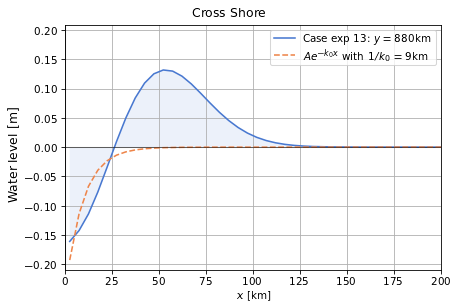 Cross Shore
Case exp 13: y = 880km
Ae^{-k_0x} with 1/k_0 = 9km
Water level [m]
0.20
0.15
0.10
0.05
0.00
−0.05
−0.10
−0.15
−0.20
0 25 50 75 100 125 150 175 200
x [km]